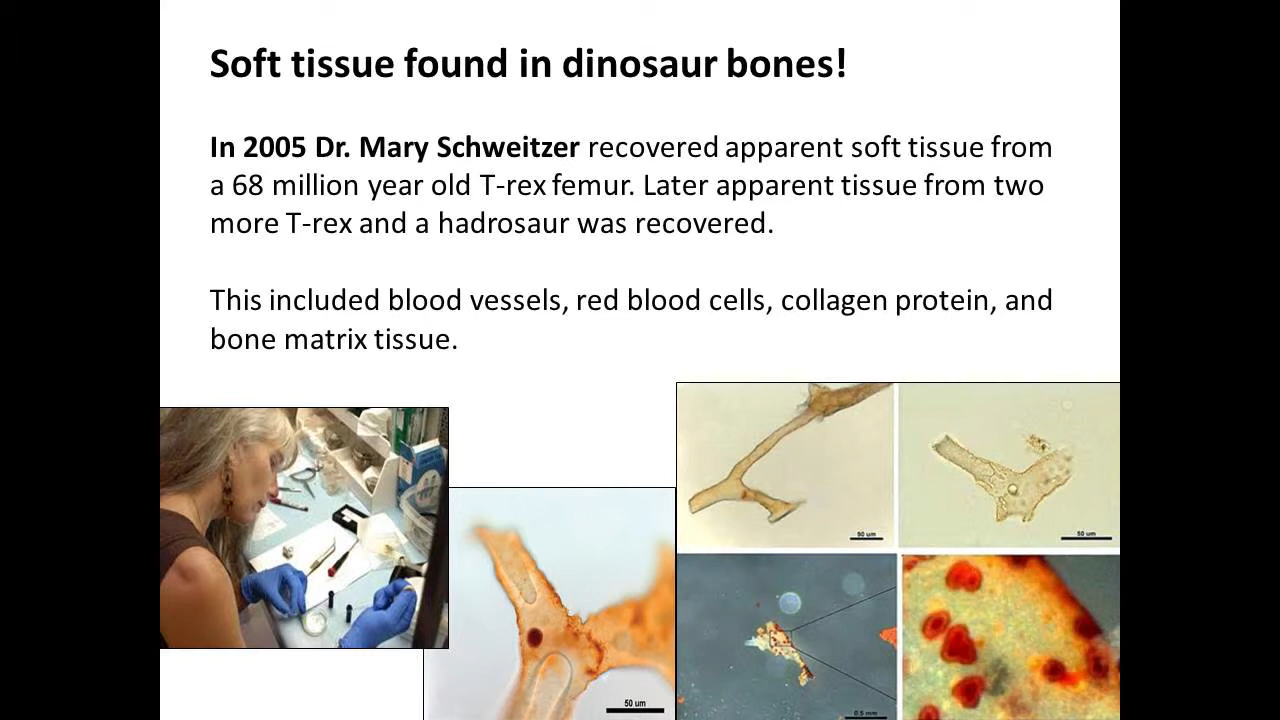 Soft tissue found in dinosaur bones!
In 2005 Dr. Mary Schweitzer recovered apparent soft tissue from
a 68 million year old T-rex femur. Later apparent tissue from two
more T-rex and a hadrosaur was recovered.
This included blood vessels, red blood cells, collagen protein, and
bone matrix tissue.
50 um
50 um
50 um
0.5 mm